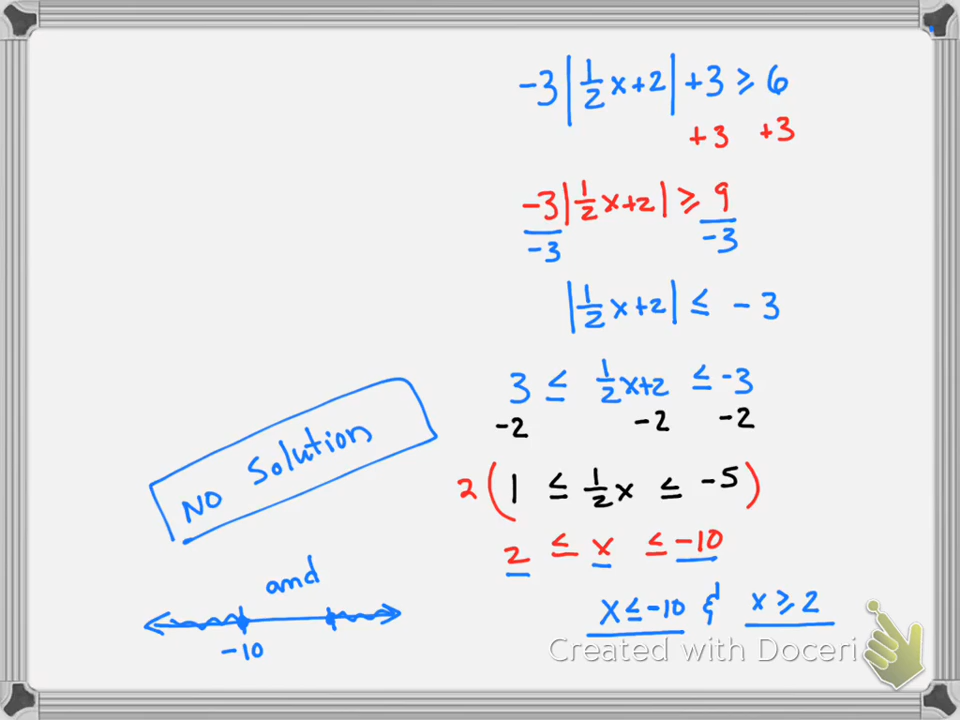 -3|1/2x+2| +3 ≥ 6
+3 +3
-3|1/2x+2| ≥ 9
-3 -3
|1/2x+2| ≤ -3
3 ≤ 1/2x+2 ≤ -3
-2 -2 -2
2(1 ≤ 1/2x ≤ -5)
2 ≤ x ≤ -10
x ≤ -10 & x ≥ 2
NO Solution
and
-10
Created with Doceri